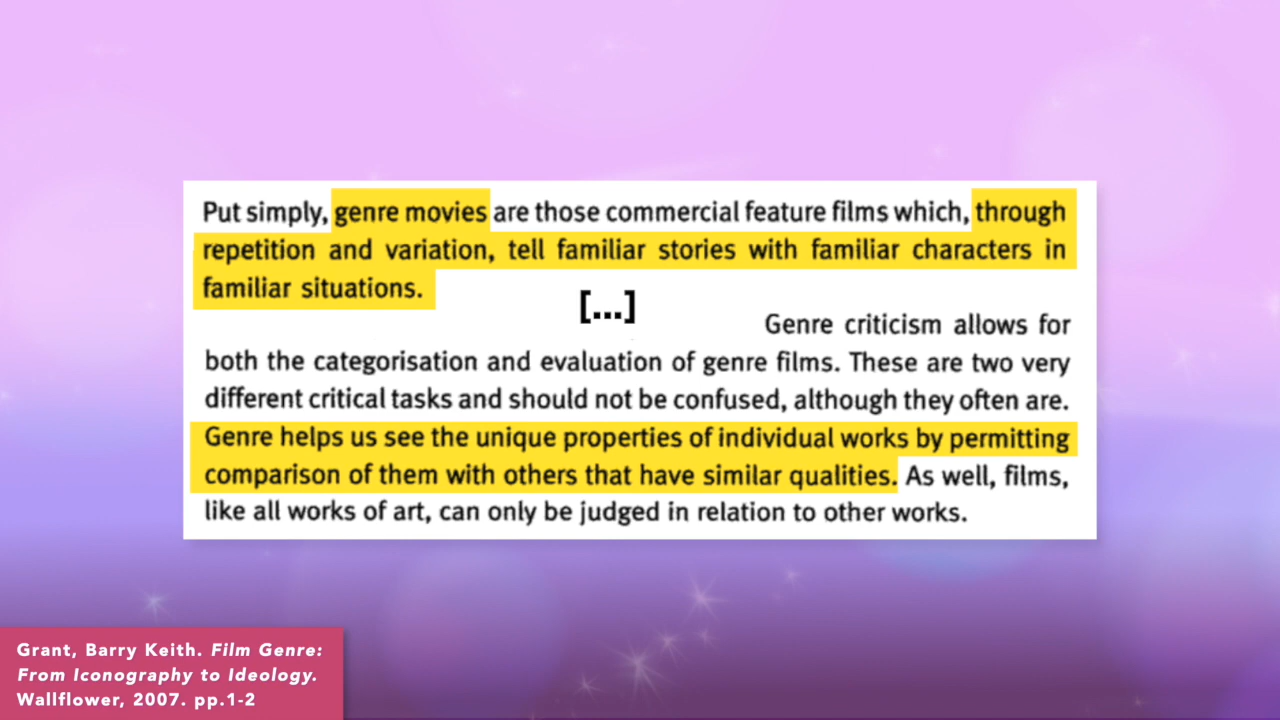 Put simply, genre movies are those commercial feature films which, through
repetition and variation, tell familiar stories with familiar characters in
familiar situations.
[...]
Genre criticism allows for
both the categorisation and evaluation of genre films. These are two very
different critical tasks and should not be confused, although they often are.
Genre helps us see the unique properties of individual works by permitting
comparison of them with others that have similar qualities. As well, films,
like all works of art, can only be judged in relation to other works.
Grant, Barry Keith. Film Genre:
From Iconography to Ideology.
Wallflower, 2007. pp.1-2